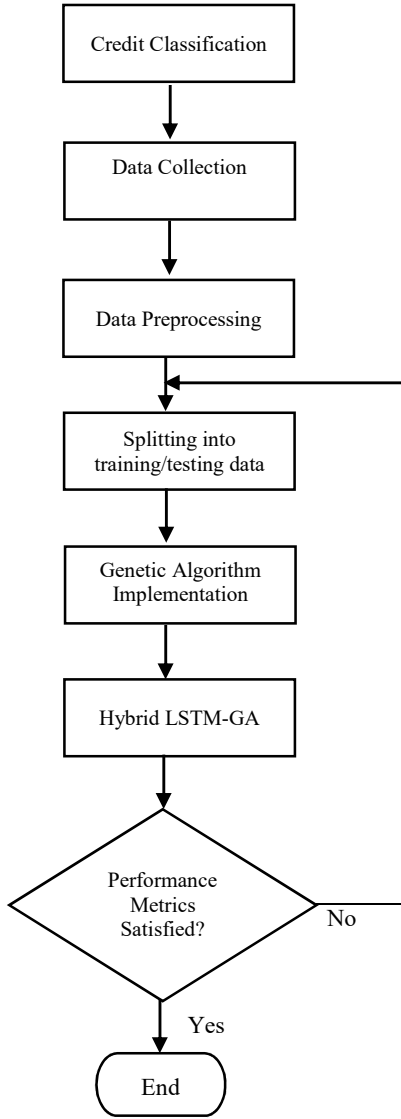 Credit Classification
Data Collection
Data Preprocessing
Splitting into
training/testing data
Genetic Algorithm
Implementation
Hybrid LSTM-GA
Performance
Metrics
Satisfied?
No
Yes
End